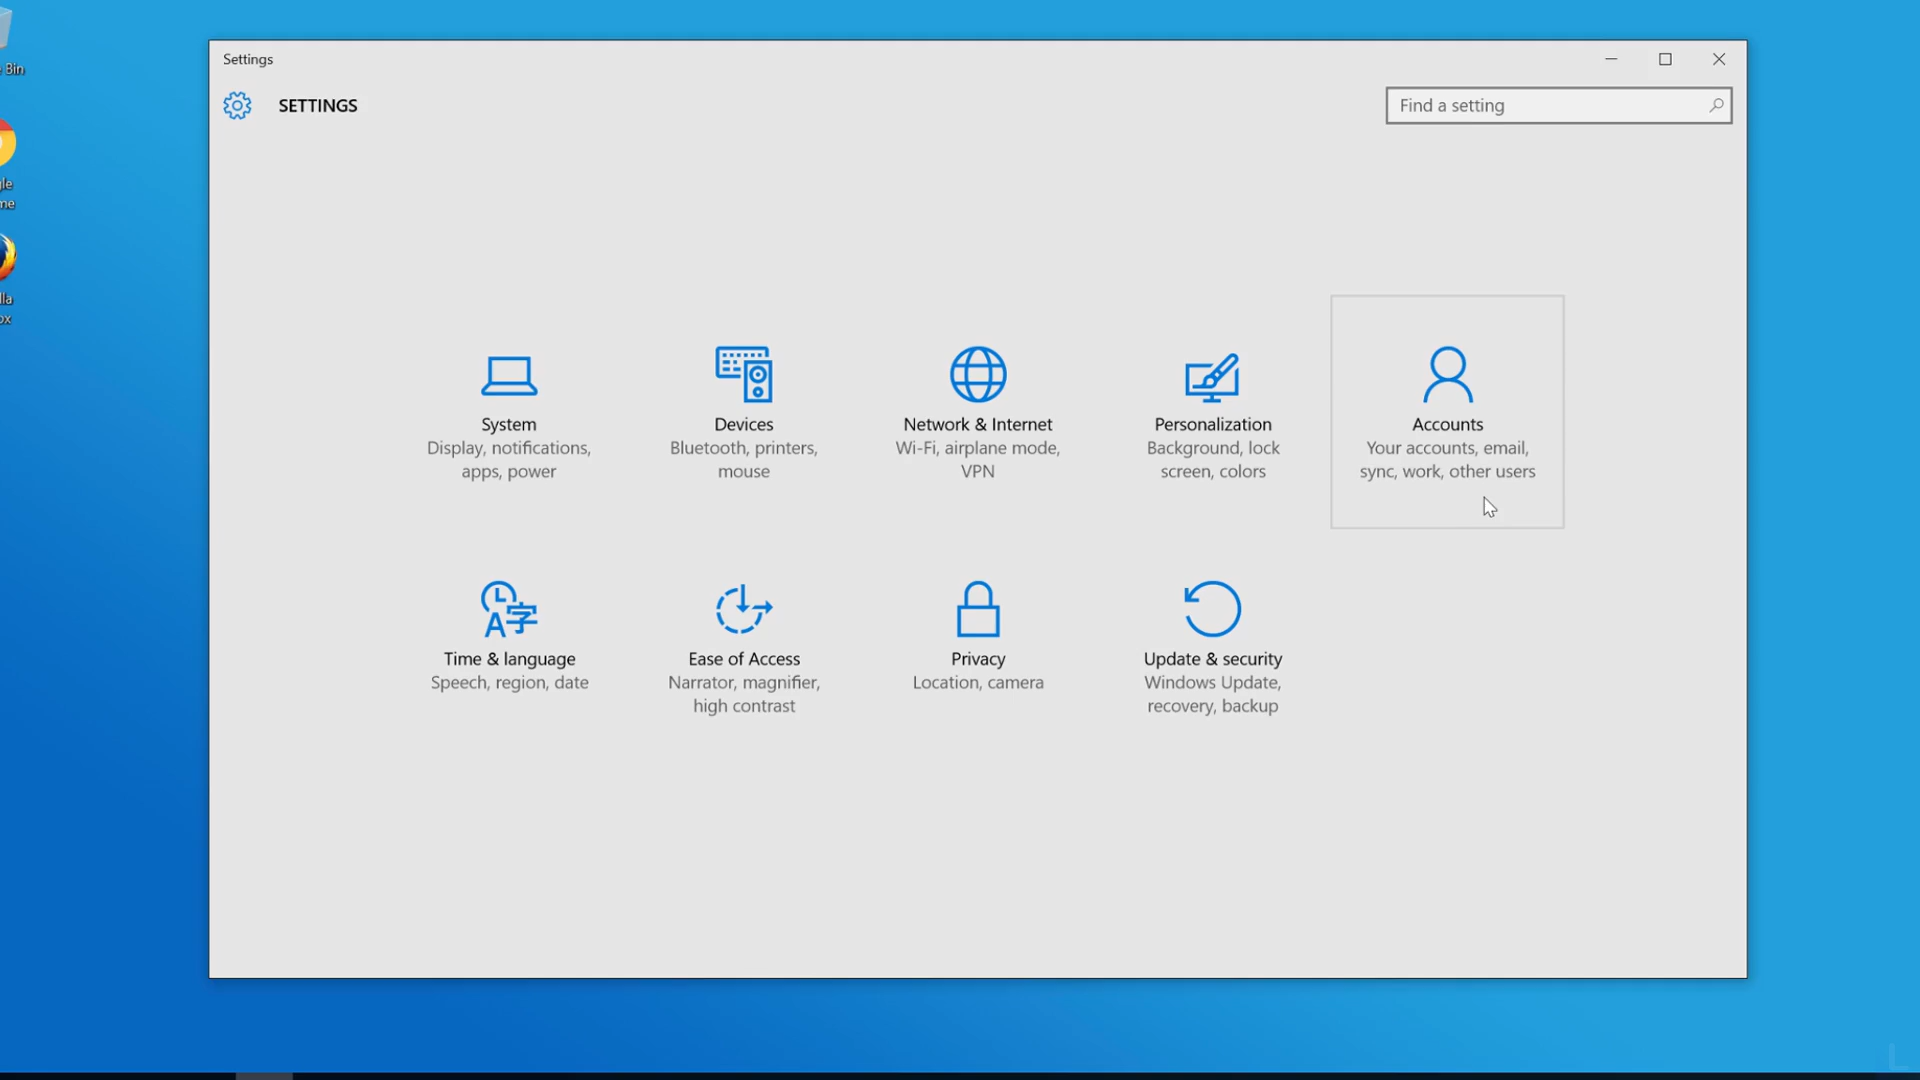 Bin
Settings
SETTINGS
Find a setting
System
Display, notifications,
apps, power
Devices
Bluetooth, printers,
mouse
Network & Internet
Wi-Fi, airplane mode,
VPN
Personalization
Background, lock
screen, colors
Accounts
Your accounts, email,
sync, work, other users
Time & language
Speech, region, date
Ease of Access
Narrator, magnifier,
high contrast
Privacy
Location, camera
Update & security
Windows Update,
recovery, backup